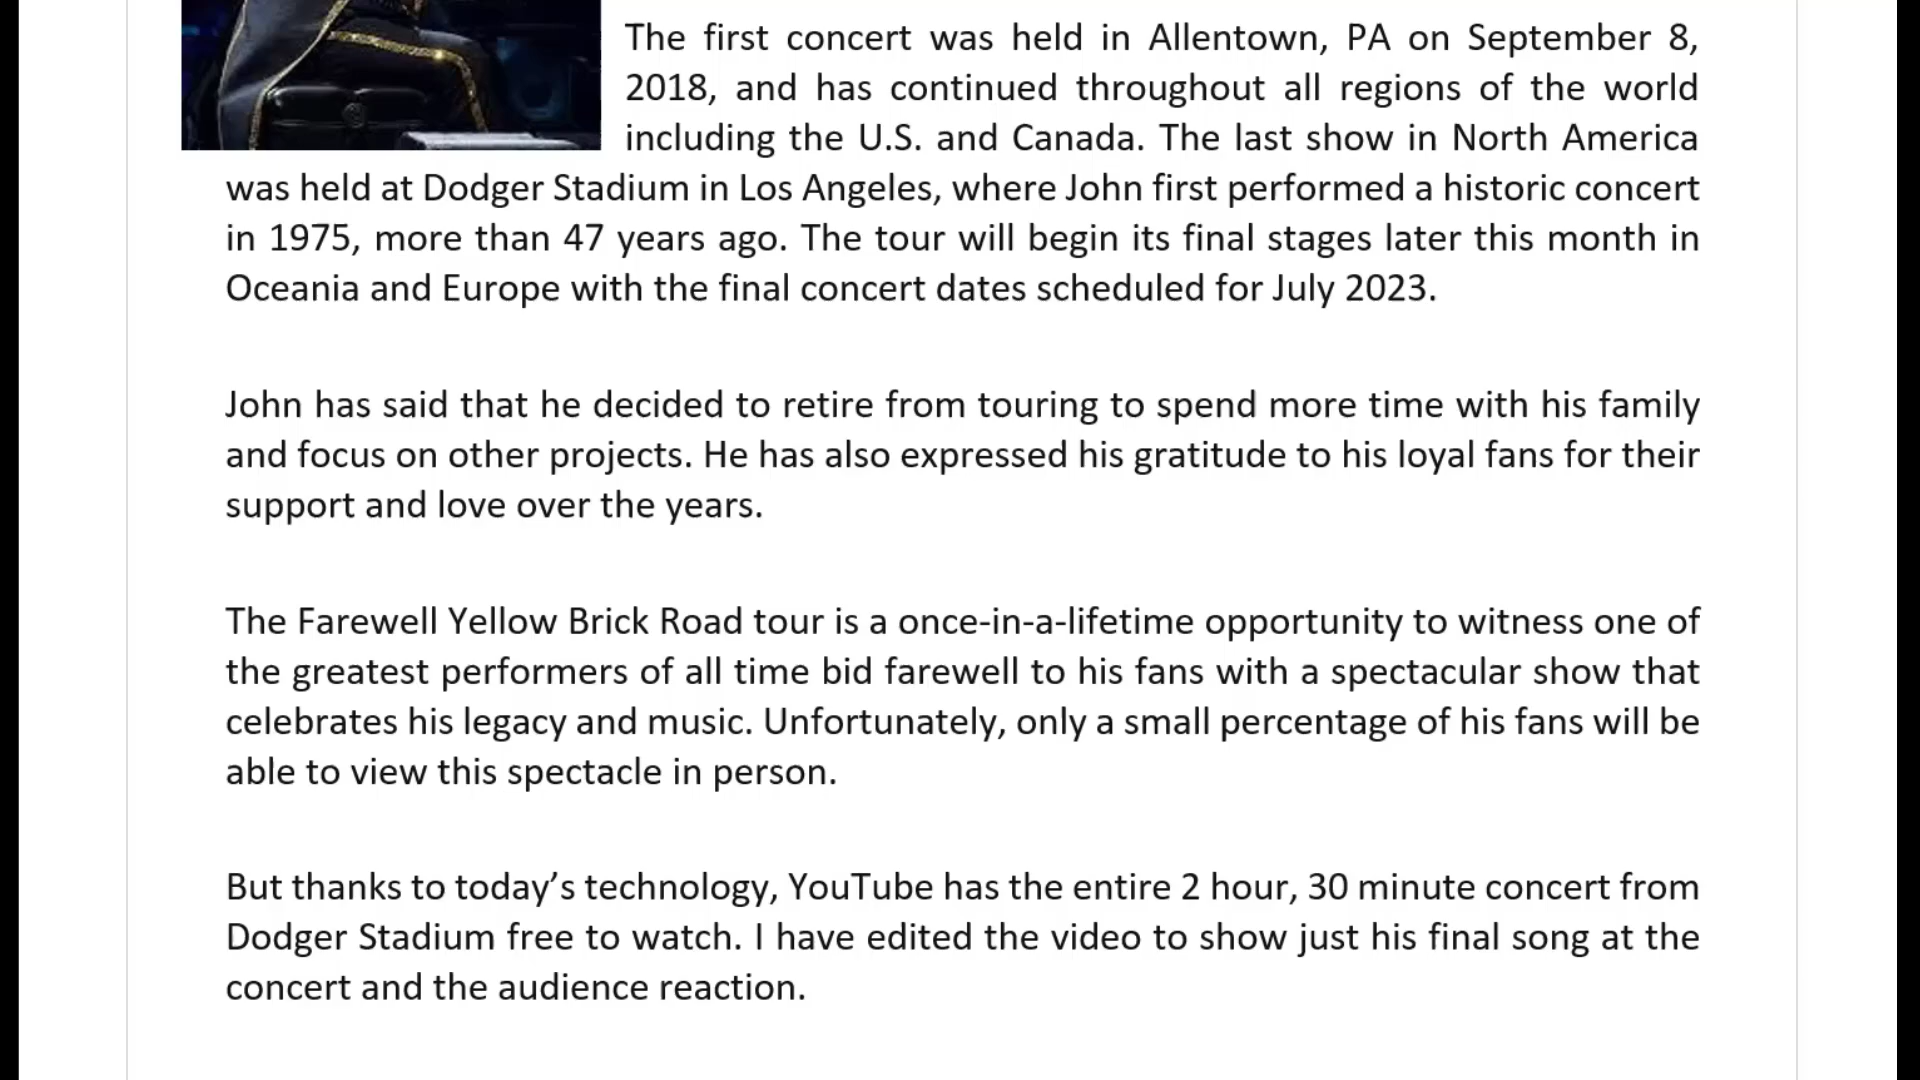 The first concert was held in Allentown, PA on September 8,
2018, and has continued throughout all regions of the world
including the U.S. and Canada. The last show in North America
was held at Dodger Stadium in Los Angeles, where John first performed a historic concert
in 1975, more than 47 years ago. The tour will begin its final stages later this month in
Oceania and Europe with the final concert dates scheduled for July 2023.
John has said that he decided to retire from touring to spend more time with his family
and focus on other projects. He has also expressed his gratitude to his loyal fans for their
support and love over the years.
The Farewell Yellow Brick Road tour is a once-in-a-lifetime opportunity to witness one of
the greatest performers of all time bid farewell to his fans with a spectacular show that
celebrates his legacy and music. Unfortunately, only a small percentage of his fans will be
able to view this spectacle in person.
But thanks to today’s technology, YouTube has the entire 2 hour, 30 minute concert from
Dodger Stadium free to watch. I have edited the video to show just his final song at the
concert and the audience reaction.